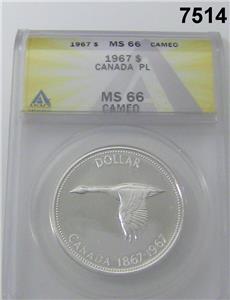 7514
1967 $ MS 66 CAMEO
1967 $
CANADA PL
MS 66
CAMEO
DOLLAR
CANADA 1867-1967